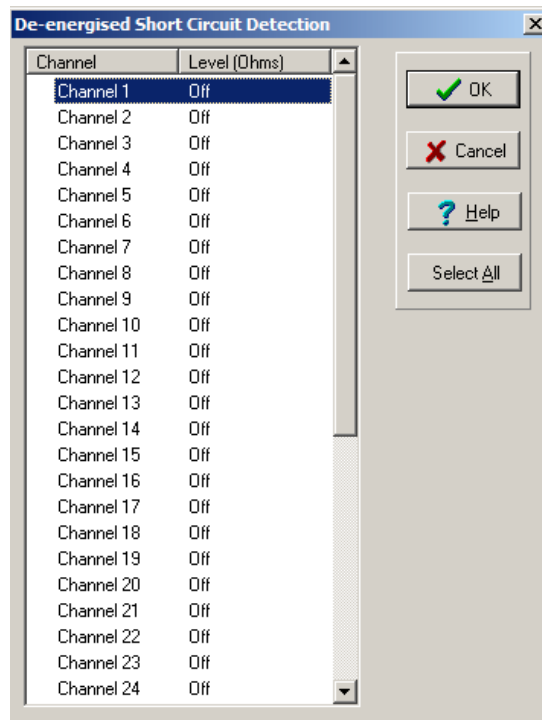 De-energised Short Circuit Detection
Channel Level (Ohms)
Channel 1 Off
Channel 2 Off
Channel 3 Off
Channel 4 Off
Channel 5 Off
Channel 6 Off
Channel 7 Off
Channel 8 Off
Channel 9 Off
Channel 10 Off
Channel 11 Off
Channel 12 Off
Channel 13 Off
Channel 14 Off
Channel 15 Off
Channel 16 Off
Channel 17 Off
Channel 18 Off
Channel 19 Off
Channel 20 Off
Channel 21 Off
Channel 22 Off
Channel 23 Off
Channel 24 Off
OK
Cancel
Help
Select All